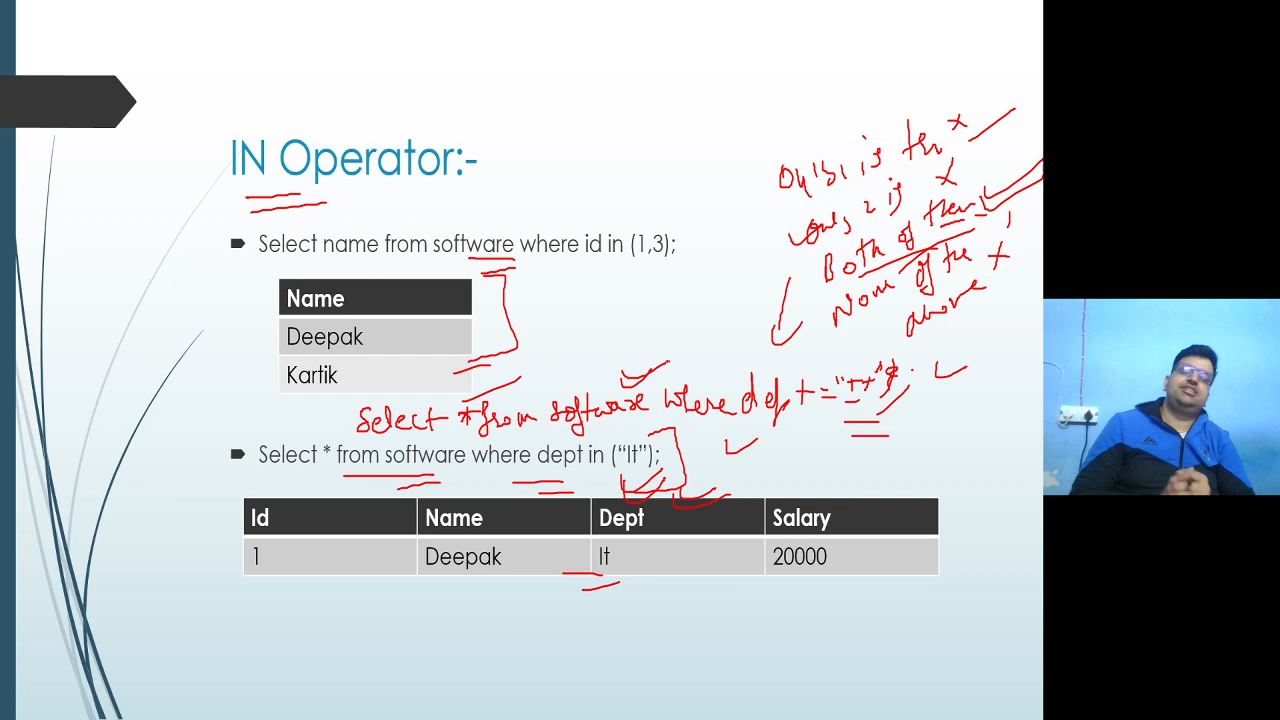 IN Operator:-
Select name from software where id in (1,3);
Name
Deepak
Kartik
is
is
Both of them
None of the
above
Select * from software where dept = "It";
Select * from software where dept in (“It”);
Id Name Dept Salary
1 Deepak It 20000